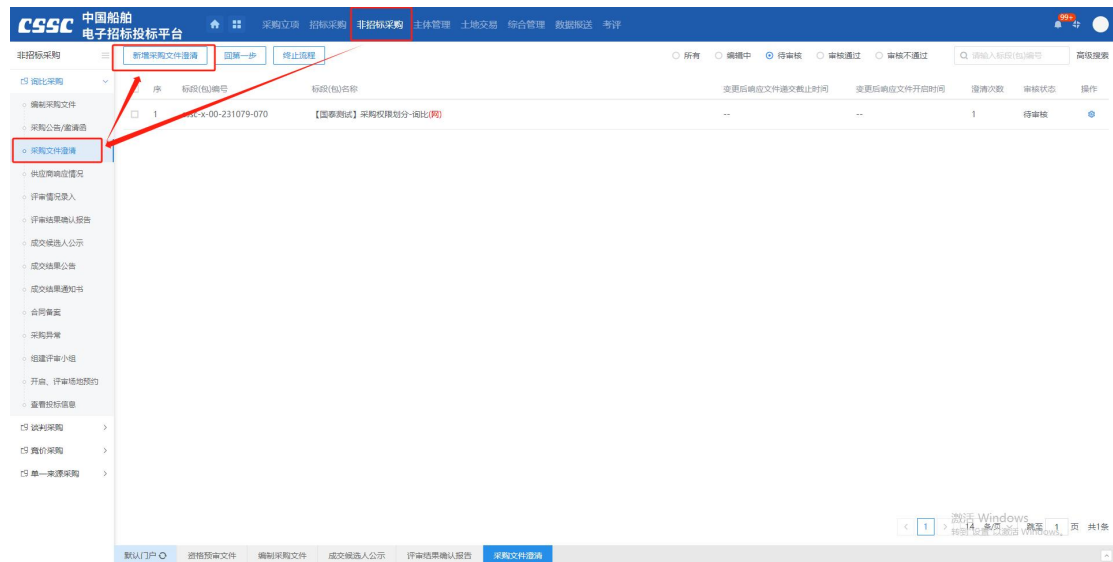 CSSC 中国船舶
电子招标投标平台
采购立项 招标采购 非招标采购 主体管理 土地交易 综合管理 数据报送 考评
99+
非招标采购
新增采购文件澄清 回第一步 终止流程
所有 编辑中 待审核 审核通过 审核不通过
请输入标段(包)编号
高级搜索
询比采购
编制采购文件
采购公告/邀请函
采购文件澄清
供应商响应情况
评审情况录入
评审结果确认报告
成交候选人公示
成交结果公告
成交结果通知书
合同备案
采购异常
组建评审小组
开启、评审场地预约
查看投标信息
谈判采购
竞价采购
单一来源采购
序 标段(包)编号 标段(包)名称 变更后响应文件递交截止时间 变更后响应文件开启时间 澄清次数 审核状态 操作
1 -x-00-231079-070 【国泰测试】采购权限划分-询比(网) -- -- 1 待审核
激活 Windows
1 14 条/页 跳至 1 页 共1条
默认门户 资格预审文件 编制采购文件 成交候选人公示 评审结果确认报告 采购文件澄清